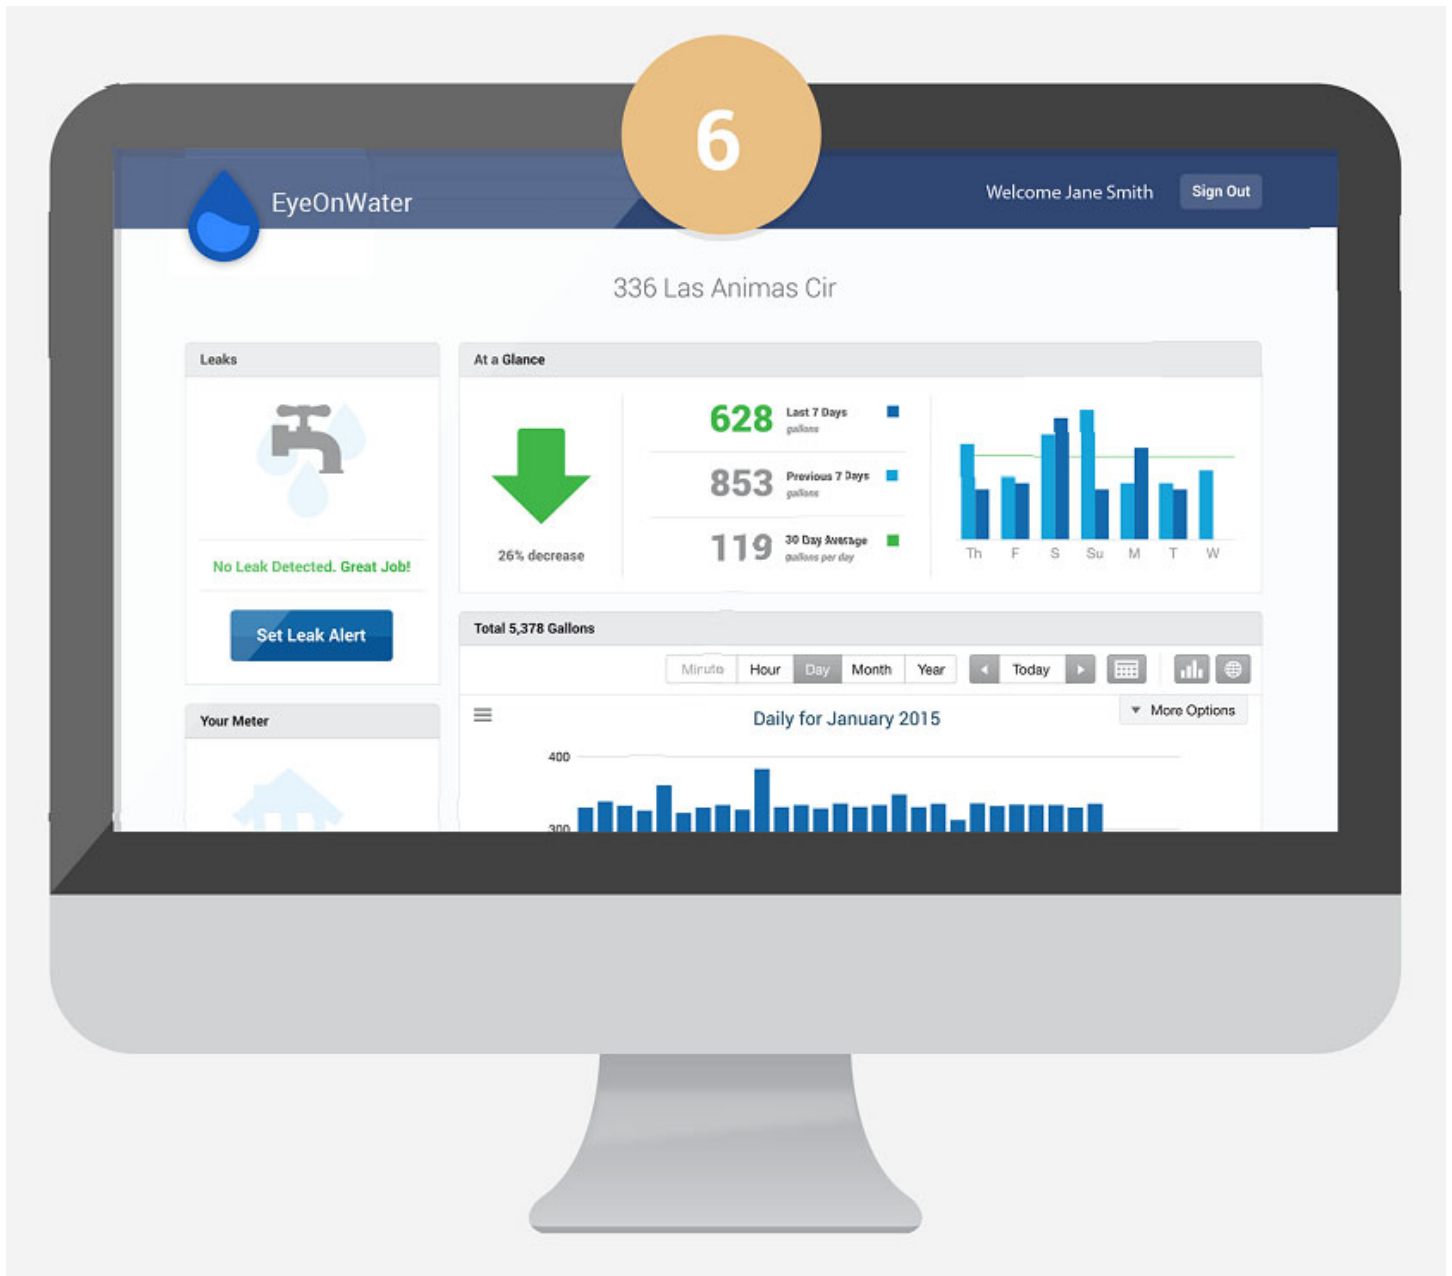 6
EyeOnWater
Welcome Jane Smith
Sign Out
336 Las Animas Cir
Leaks
No Leak Detected. Great Job!
Set Leak Alert
Your Meter
At a Glance
26% decrease
628 Last 7 Days
gallons
853 Previous 7 Days
gallons
119 30 Day Average
gallons per day
Th F S Su M T W
Total 5,378 Gallons
Minute Hour Day Month Year Today
More Options
Daily for January 2015
400
300